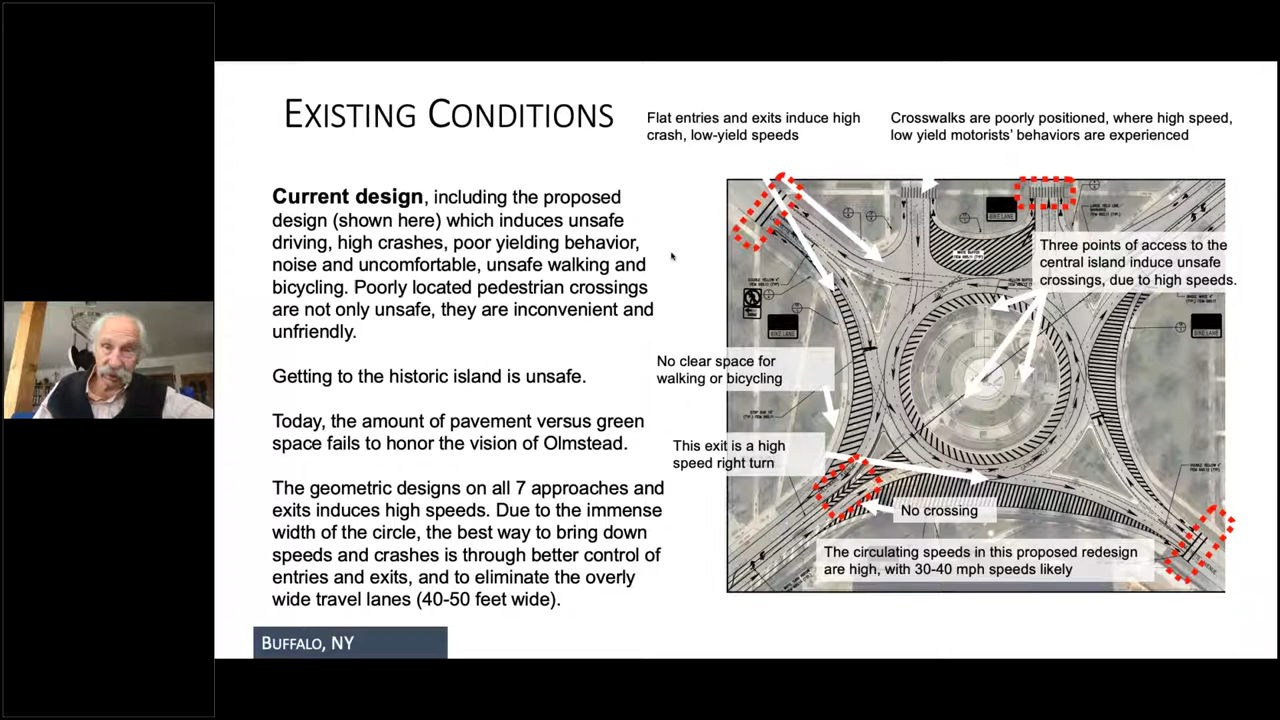 EXISTING CONDITIONS
Flat entries and exits induce high
crash, low-yield speeds
Crosswalks are poorly positioned, where high speed,
low yield motorists' behaviors are experienced
Current design, including the proposed
design (shown here) which induces unsafe
driving, high crashes, poor yielding behavior,
noise and uncomfortable, unsafe walking and
bicycling. Poorly located pedestrian crossings
are not only unsafe, they are inconvenient and
unfriendly.
Getting to the historic island is unsafe.
Today, the amount of pavement versus green
space fails to honor the vision of Olmstead.
The geometric designs on all 7 approaches and
exits induces high speeds. Due to the immense
width of the circle, the best way to bring down
speeds and crashes is through better control of
entries and exits, and to eliminate the overly
wide travel lanes (40-50 feet wide).
BUFFALO, NY
BIKE LANE
Three points of access to the
central island induce unsafe
crossings, due to high speeds.
BIKE LANE
BIKE LANE
No clear space for
walking or bicycling
This exit is a high
speed right turn
No crossing
The circulating speeds in this proposed redesign
are high, with 30-40 mph speeds likely